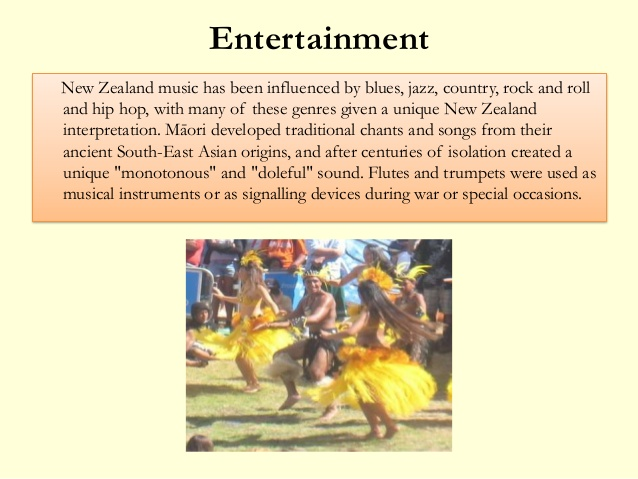 Entertainment
New Zealand music has been influenced by blues, jazz, country, rock and roll
and hip hop, with many of these genres given a unique New Zealand
interpretation. Māori developed traditional chants and songs from their
ancient South-East Asian origins, and after centuries of isolation created a
unique "monotonous" and "doleful" sound. Flutes and trumpets were used as
musical instruments or as signalling devices during war or special occasions.